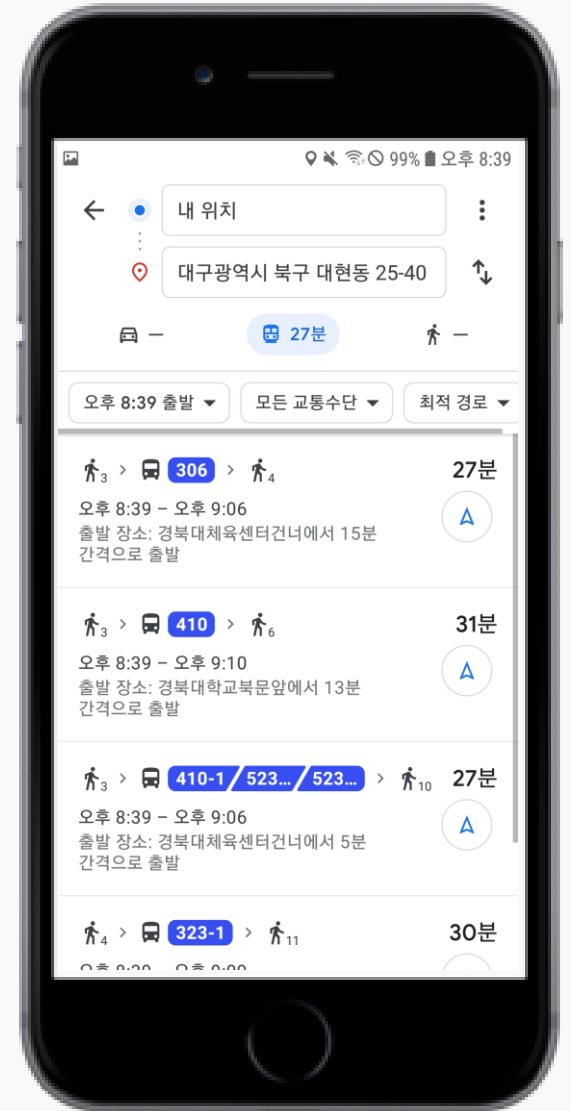 99% 오후 8:39
내 위치
대구광역시 북구 대현동 25-40
27분
오후 8:39 출발 모든 교통수단 최적 경로
3 306 4 27분
오후 8:39 – 오후 9:06
출발 장소: 경북대체육센터건너에서 15분
간격으로 출발
3 410 6 31분
오후 8:39 – 오후 9:10
출발 장소: 경북대학교북문앞에서 13분
간격으로 출발
3 410-1 523... 523... 10 27분
오후 8:39 – 오후 9:06
출발 장소: 경북대체육센터건너에서 5분
간격으로 출발
4 323-1 11 30분